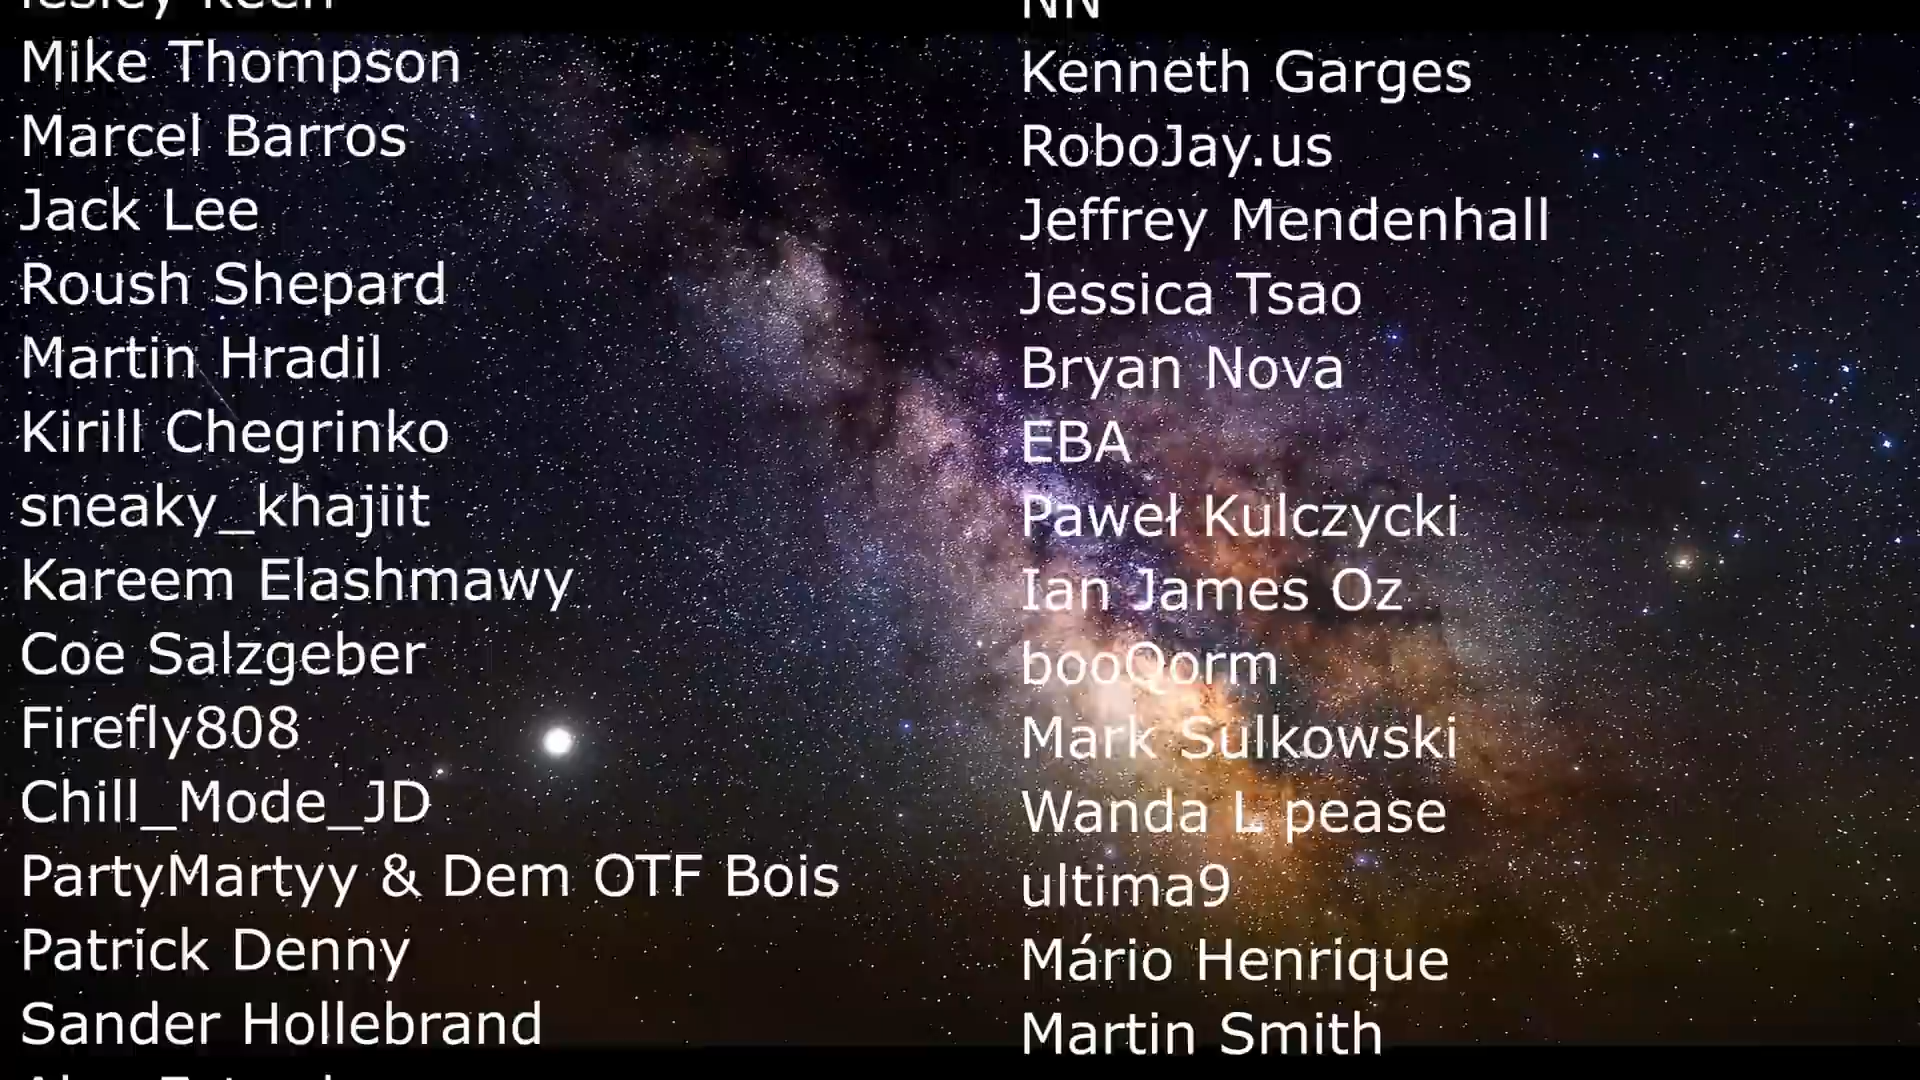 Mike Thompson
Marcel Barros
Jack Lee
Roush Shepard
Martin Hradil
Kirill Chegrinko
sneaky_khajiit
Kareem Elashmawy
Coe Salzgeber
Firefly808
Chill_Mode_JD
PartyMartyy & Dem OTF Bois
Patrick Denny
Sander Hollebrand
NN
Kenneth Garges
RoboJay.us
Jeffrey Mendenhall
Jessica Tsao
Bryan Nova
EBA
Paweł Kulczycki
Ian James Oz
booQorm
Mark Sulkowski
Wanda L pease
ultima9
Mário Henrique
Martin Smith